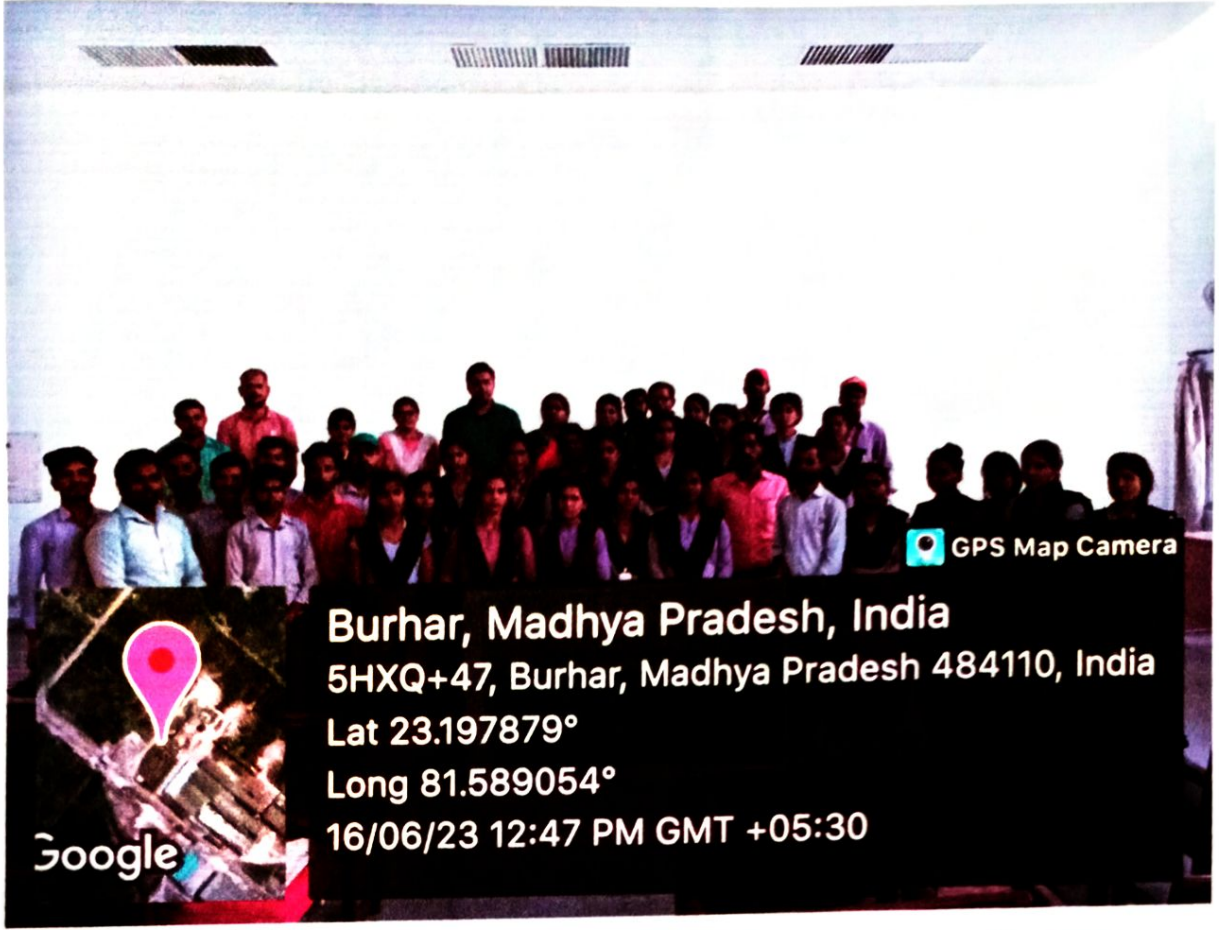 GPS Map Camera
Burhar, Madhya Pradesh, India
5HXQ+47, Burhar, Madhya Pradesh 484110, India
Lat 23.197879°
Long 81.589054°
16/06/23 12:47 PM GMT +05:30
Google